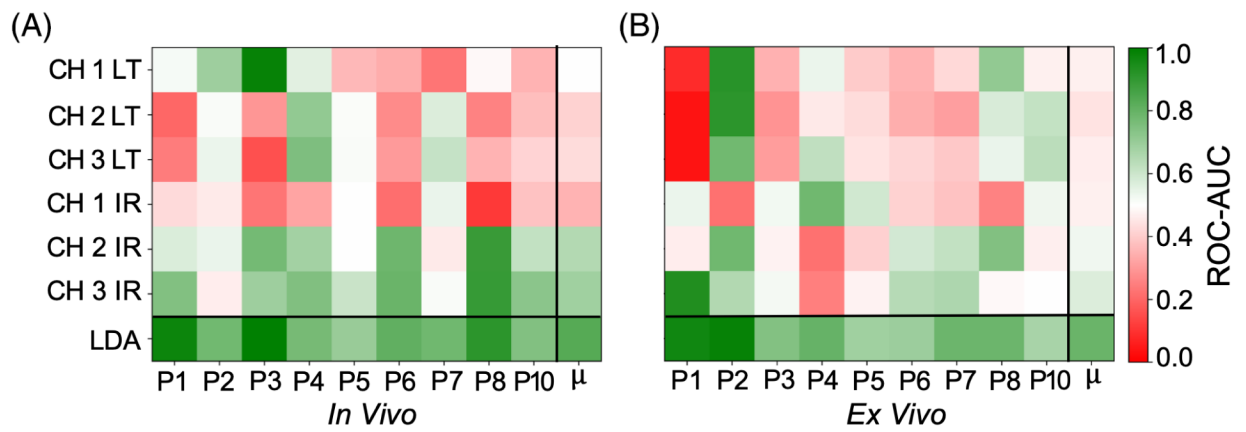 (A)
CH 1 LT
CH 2 LT
CH 3 LT
CH 1 IR
CH 2 IR
CH 3 IR
LDA
P1 P2 P3 P4 P5 P6 P7 P8 P10 μ
In Vivo
(B)
P1 P2 P3 P4 P5 P6 P7 P8 P10 μ
Ex Vivo
1.0
0.8
0.6
0.4
0.2
0.0
ROC-AUC